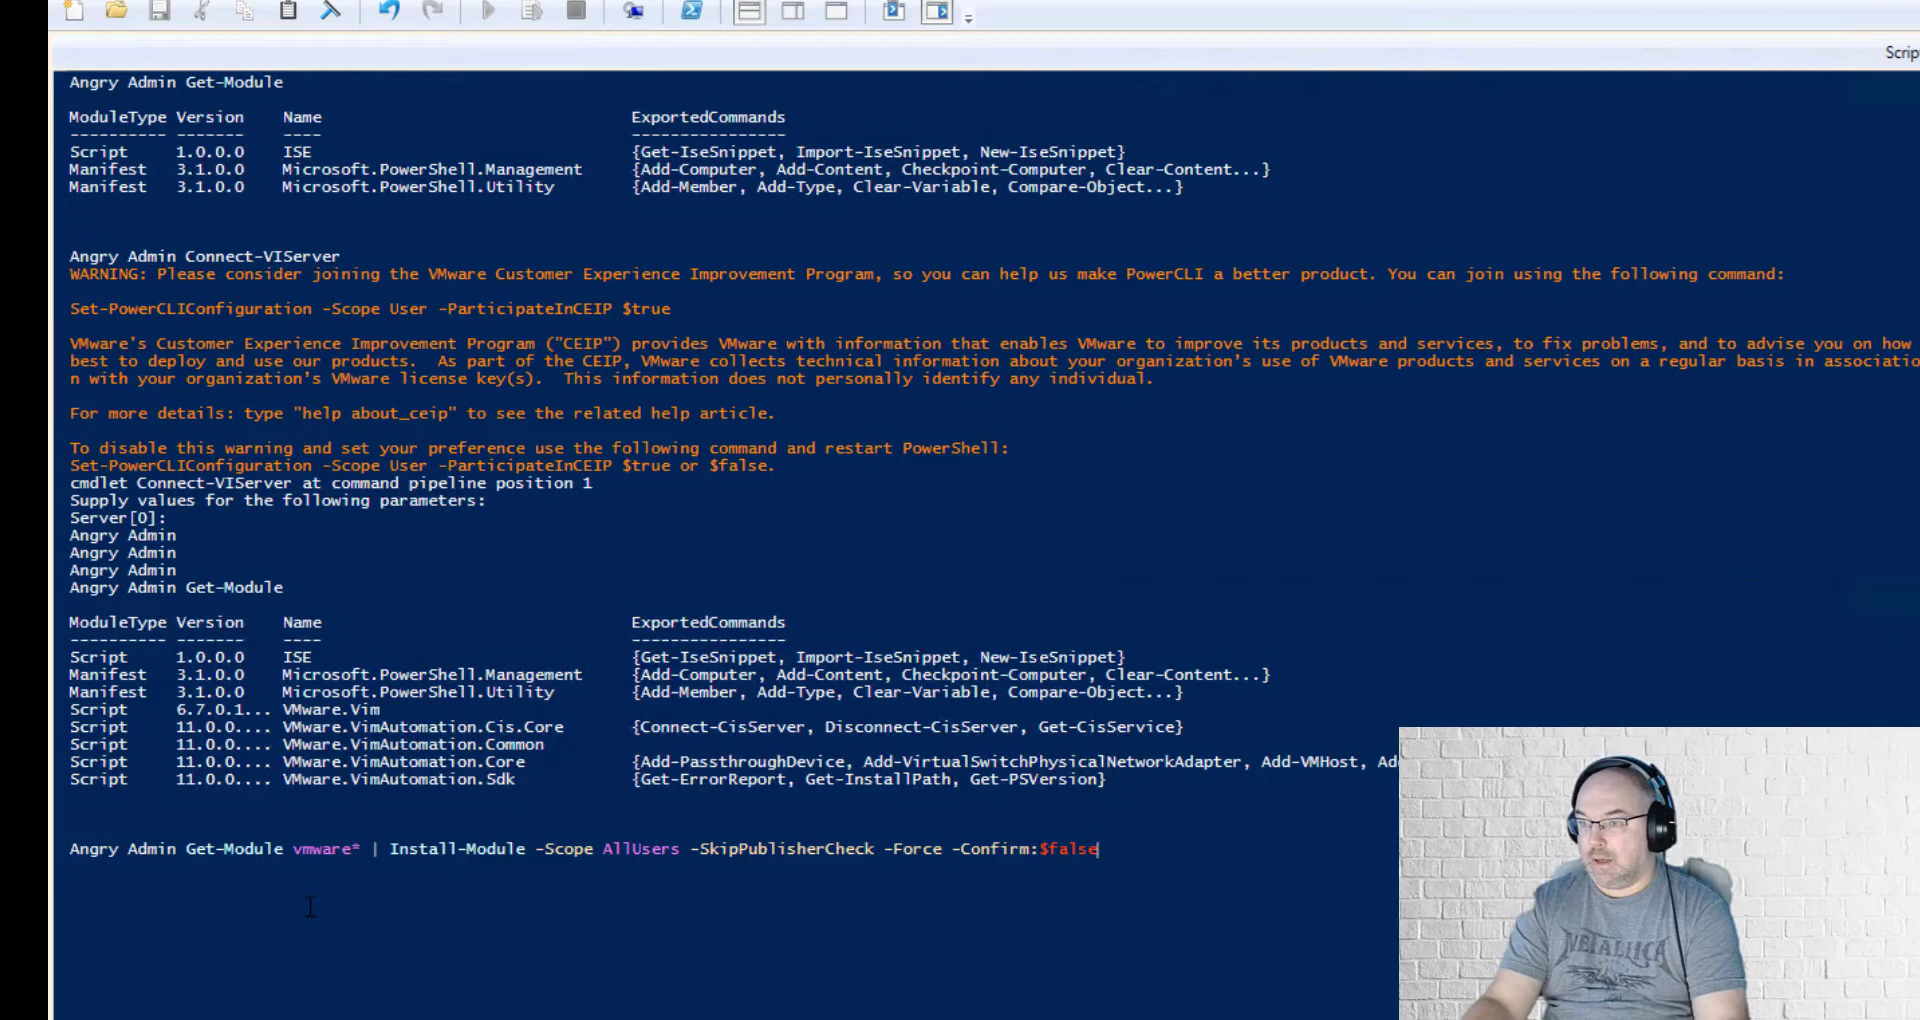 Script
Angry Admin Get-Module
ModuleType Version Name ExportedCommands
---------- ------- ---- ----------------
Script 1.0.0.0 ISE {Get-IseSnippet, Import-IseSnippet, New-IseSnippet}
Manifest 3.1.0.0 Microsoft.PowerShell.Management {Add-Computer, Add-Content, Checkpoint-Computer, Clear-Content...}
Manifest 3.1.0.0 Microsoft.PowerShell.Utility {Add-Member, Add-Type, Clear-Variable, Compare-Object...}
Angry Admin Connect-VIServer
WARNING: Please consider joining the VMware Customer Experience Improvement Program, so you can help us make PowerCLI a better product. You can join using the following command:
Set-PowerCLIConfiguration -Scope User -ParticipateInCEIP $true
VMware's Customer Experience Improvement Program ("CEIP") provides VMware with information that enables VMware to improve its products and services, to fix problems, and to advise you on how
best to deploy and use our products.  As part of the CEIP, VMware collects technical information about your organization's use of VMware products and services on a regular basis in associatio
n with your organization's VMware license key(s).  This information does not personally identify any individual.
For more details: type "help about_ceip" to see the related help article.
To disable this warning and set your preference use the following command and restart PowerShell:
Set-PowerCLIConfiguration -Scope User -ParticipateInCEIP $true or $false.
cmdlet Connect-VIServer at command pipeline position 1
Supply values for the following parameters:
Server[0]:
Angry Admin
Angry Admin
Angry Admin
Angry Admin Get-Module
ModuleType Version Name ExportedCommands
---------- ------- ---- ----------------
Script 1.0.0.0 ISE {Get-IseSnippet, Import-IseSnippet, New-IseSnippet}
Manifest 3.1.0.0 Microsoft.PowerShell.Management {Add-Computer, Add-Content, Checkpoint-Computer, Clear-Content...}
Manifest 3.1.0.0 Microsoft.PowerShell.Utility {Add-Member, Add-Type, Clear-Variable, Compare-Object...}
Script 6.7.0.1... VMware.Vim
Script 11.0.0.... VMware.VimAutomation.Cis.Core {Connect-CisServer, Disconnect-CisServer, Get-CisService}
Script 11.0.0.... VMware.VimAutomation.Common
Script 11.0.0.... VMware.VimAutomation.Core {Add-PassthroughDevice, Add-VirtualSwitchPhysicalNetworkAdapter, Add-VMHost,
Script 11.0.0.... VMware.VimAutomation.Sdk {Get-ErrorReport, Get-InstallPath, Get-PSVersion}
Angry Admin Get-Module vmware* | Install-Module -Scope AllUsers -SkipPublisherCheck -Force -Confirm:$false
METALLICA